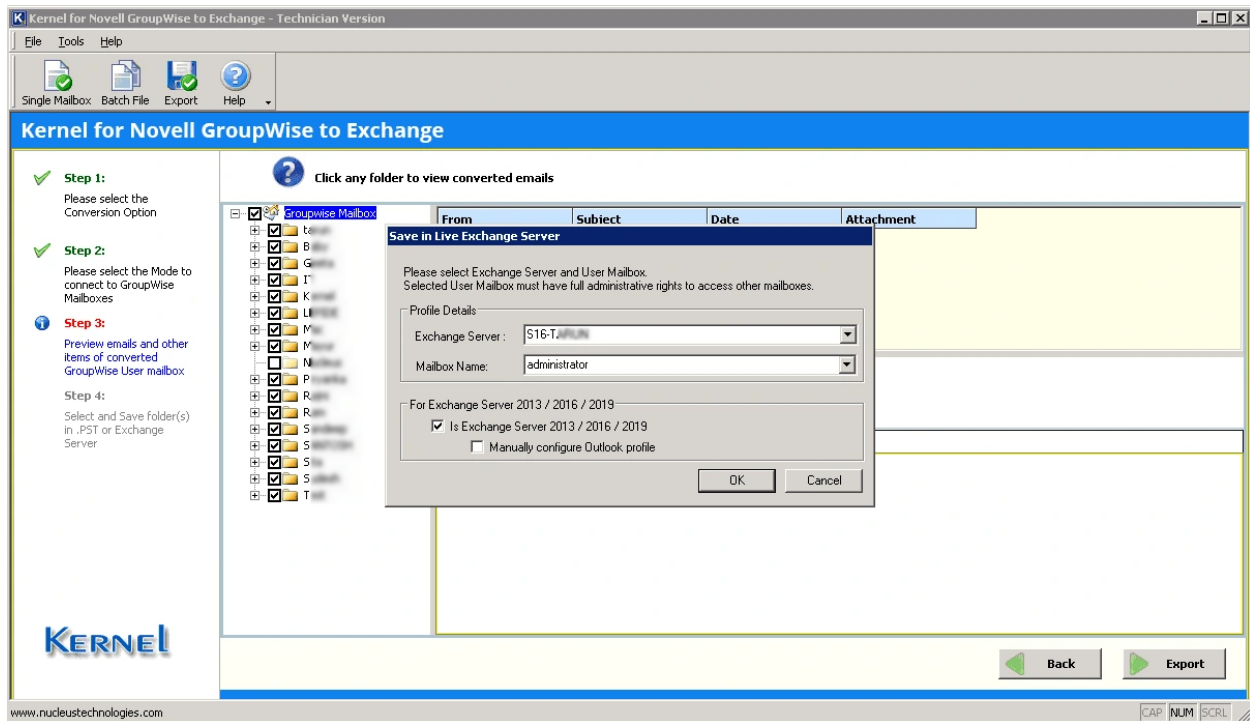 Kernel for Novell GroupWise to Exchange - Technician Version
File Tools Help
Single Mailbox Batch File Export Help
Kernel for Novell GroupWise to Exchange
Step 1:
Please select the
Conversion Option
Step 2:
Please select the Mode to
connect to GroupWise
Mailboxes
Step 3:
Preview emails and other
items of converted
GroupWise User mailbox
Step 4:
Select and Save folder(s)
in .PST or Exchange
Server
KERNEL
Click any folder to view converted emails
Groupwise Mailbox
From Subject Date Attachment
Save in Live Exchange Server
Please select Exchange Server and User Mailbox.
Selected User Mailbox must have full administrative rights to access other mailboxes.
Profile Details
Exchange Server :
Mailbox Name: administrator
For Exchange Server 2013 / 2016 / 2019
Is Exchange Server 2013 / 2016 / 2019
Manually configure Outlook profile
OK Cancel
Back Export
www.nucleustechnologies.com
CAP NUM SCRL